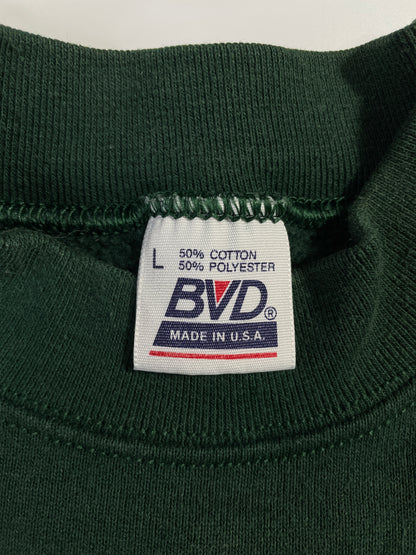 L
50% COTTON
50% POLYESTER
BVD®
MADE IN U.S.A.